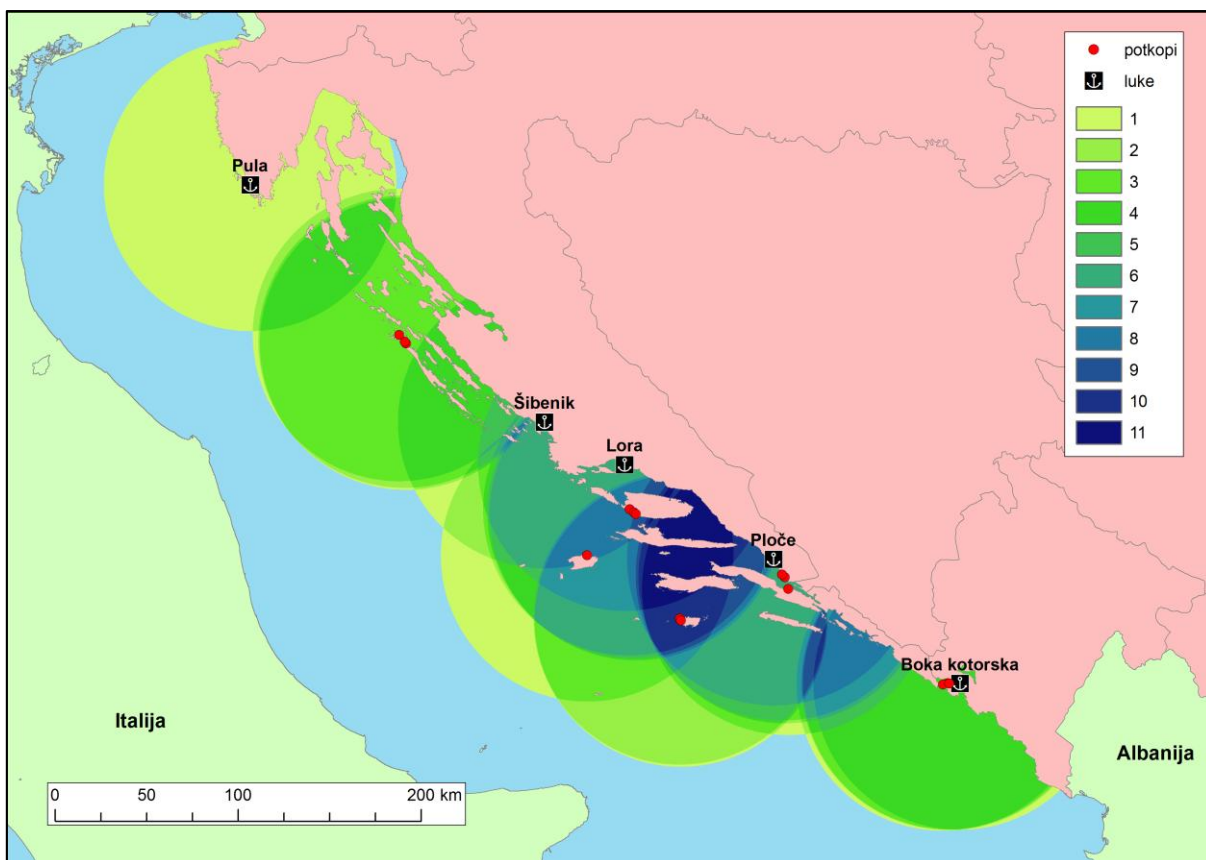 potkopi
luke
1
2
3
4
5
6
7
8
9
10
11
Pula
Šibenik
Lora
Ploče
Boka kotorska
Italija
Albanija
0 50 100 200 km